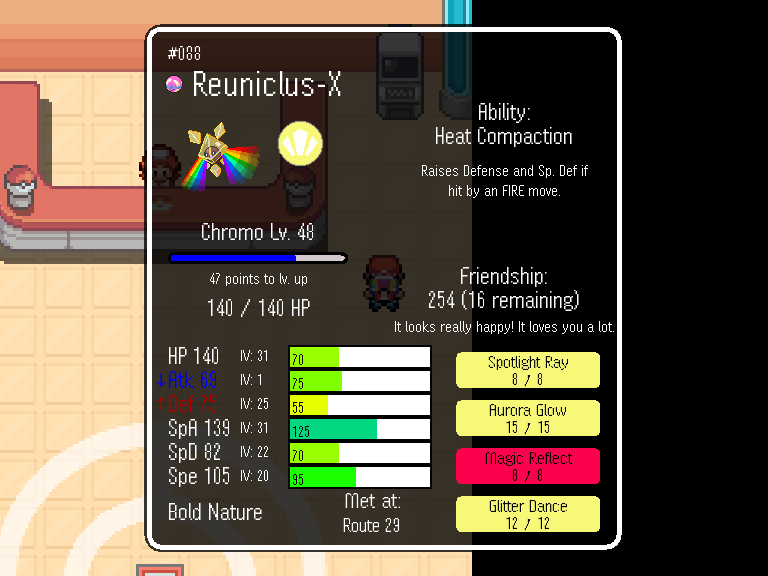 #088
Reuniclus-X
Ability:
Heat Compaction
Raises Defense and Sp. Def if
hit by an FIRE move.
Chromo Lv. 48
47 points to lv. up
140 / 140 HP
Friendship:
254 (16 remaining)
It looks really happy! It loves you a lot.
HP 140 IV: 31 70
↓Atk 69 IV: 1 75
↑Def 75 IV: 25 55
SpA 139 IV: 31 125
SpD 82 IV: 22 70
Spe 105 IV: 20 95
Spotlight Ray
8 / 8
Aurora Glow
15 / 15
Magic Reflect
8 / 8
Glitter Dance
12 / 12
Bold Nature
Met at:
Route 29